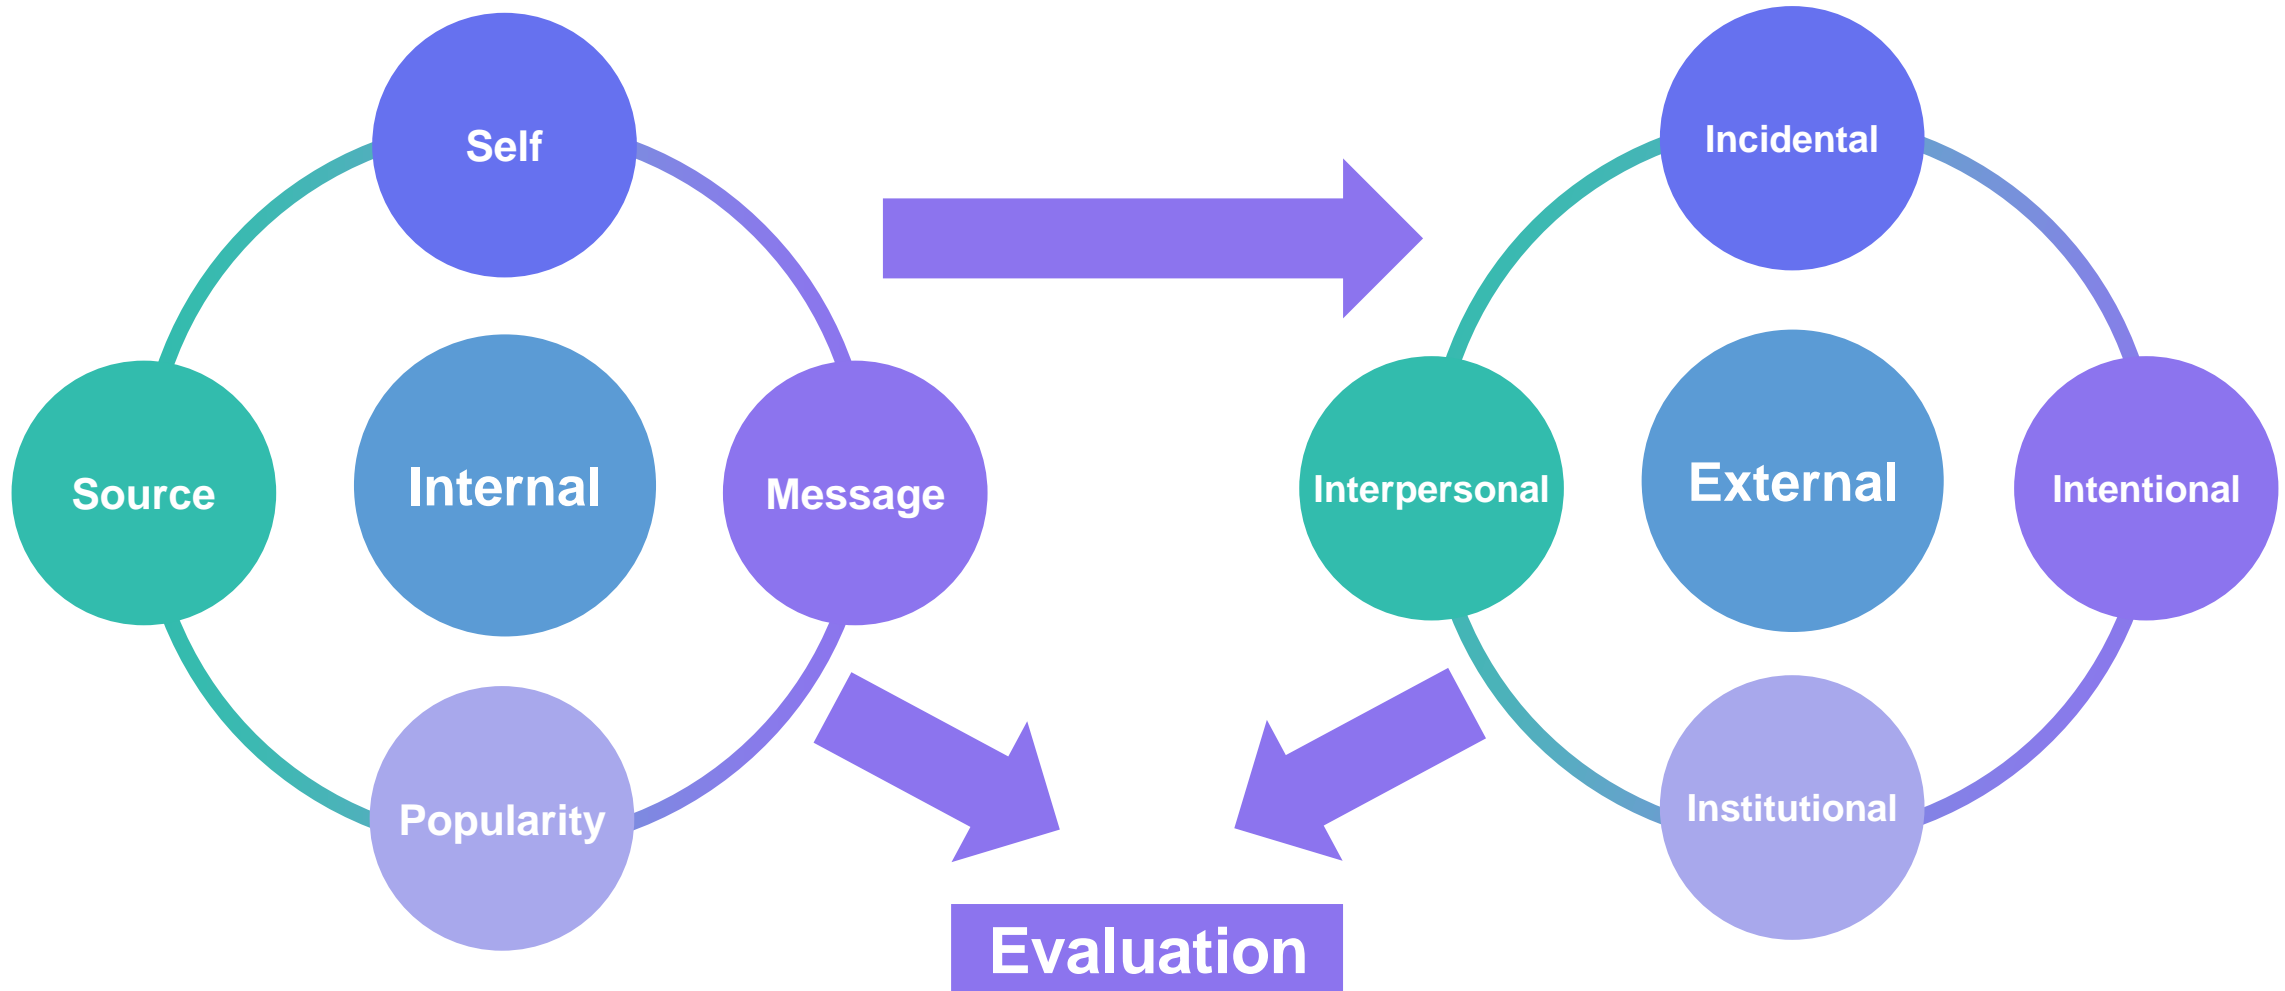 Self
Source
Internal
Message
Popularity
Incidental
Interpersonal
External
Intentional
Institutional
Evaluation